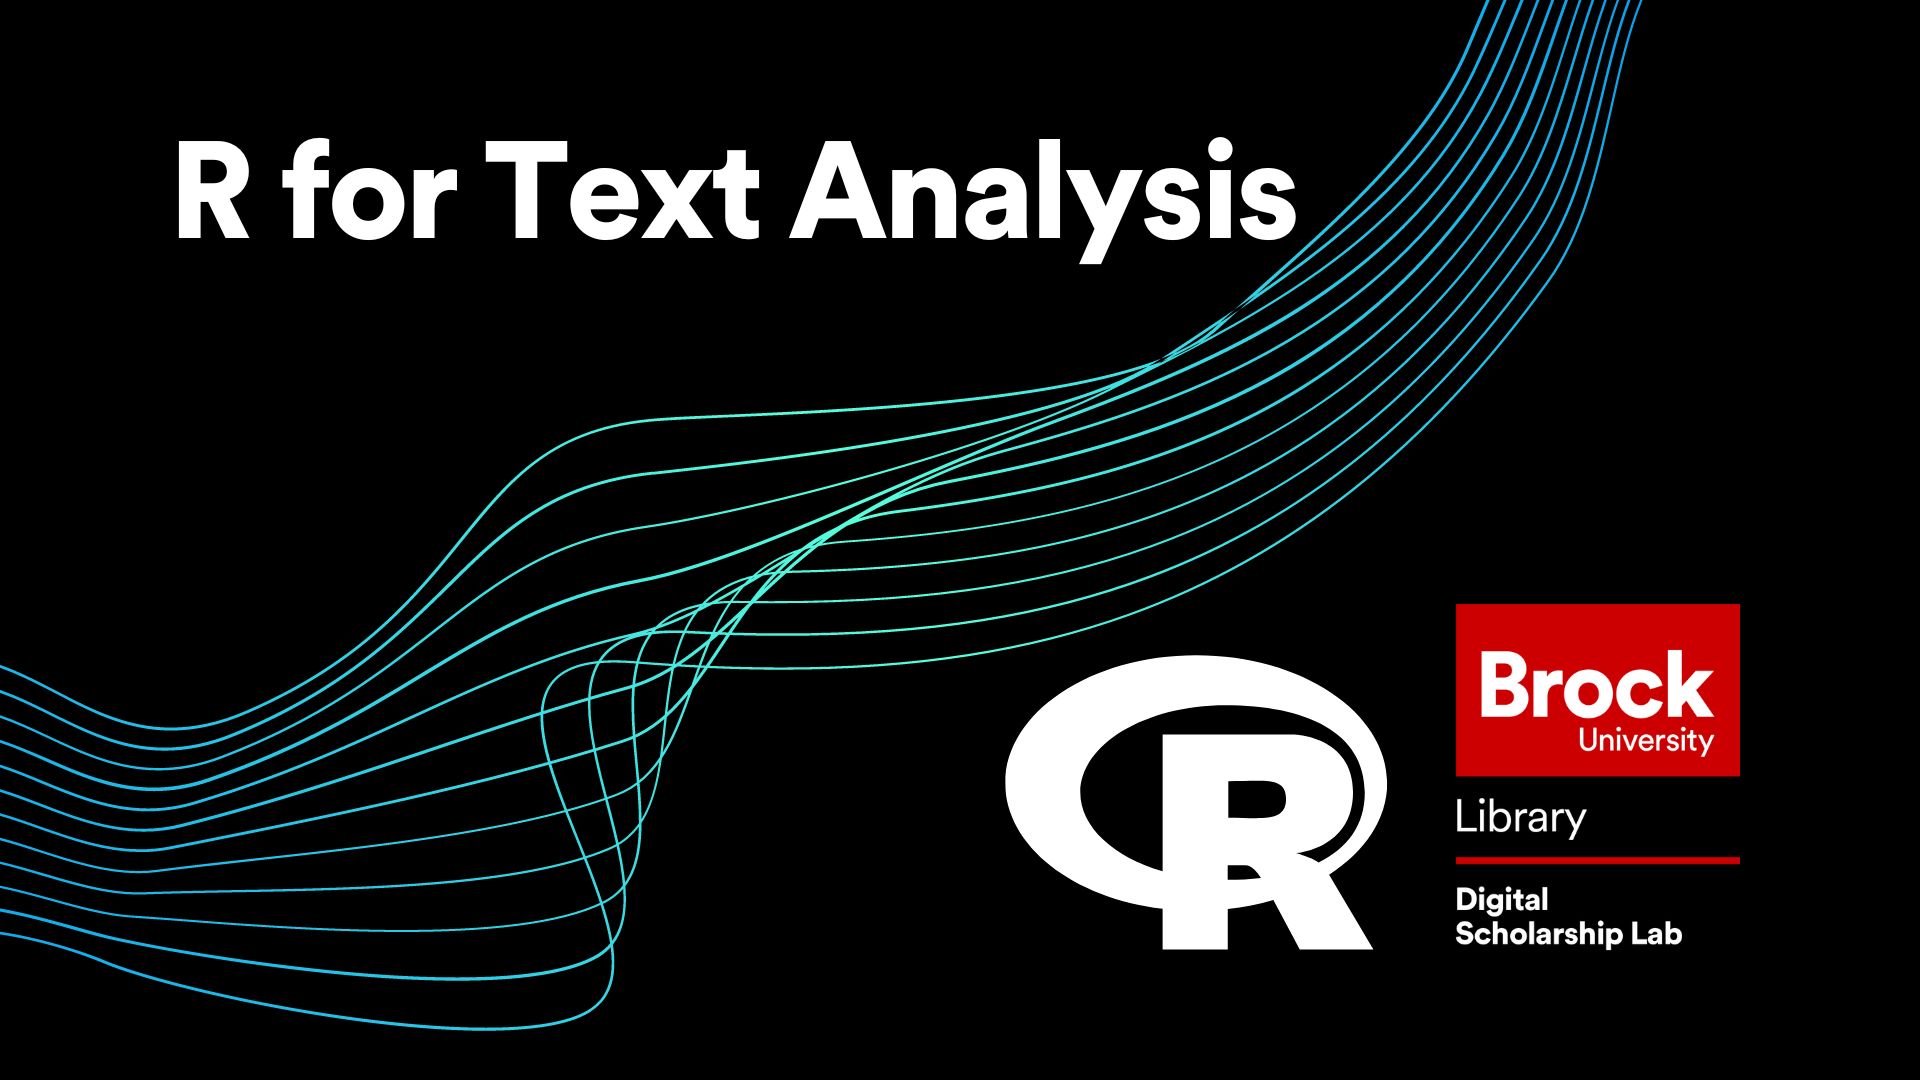 R for Text Analysis
R
Brock
University
Library
Digital
Scholarship Lab